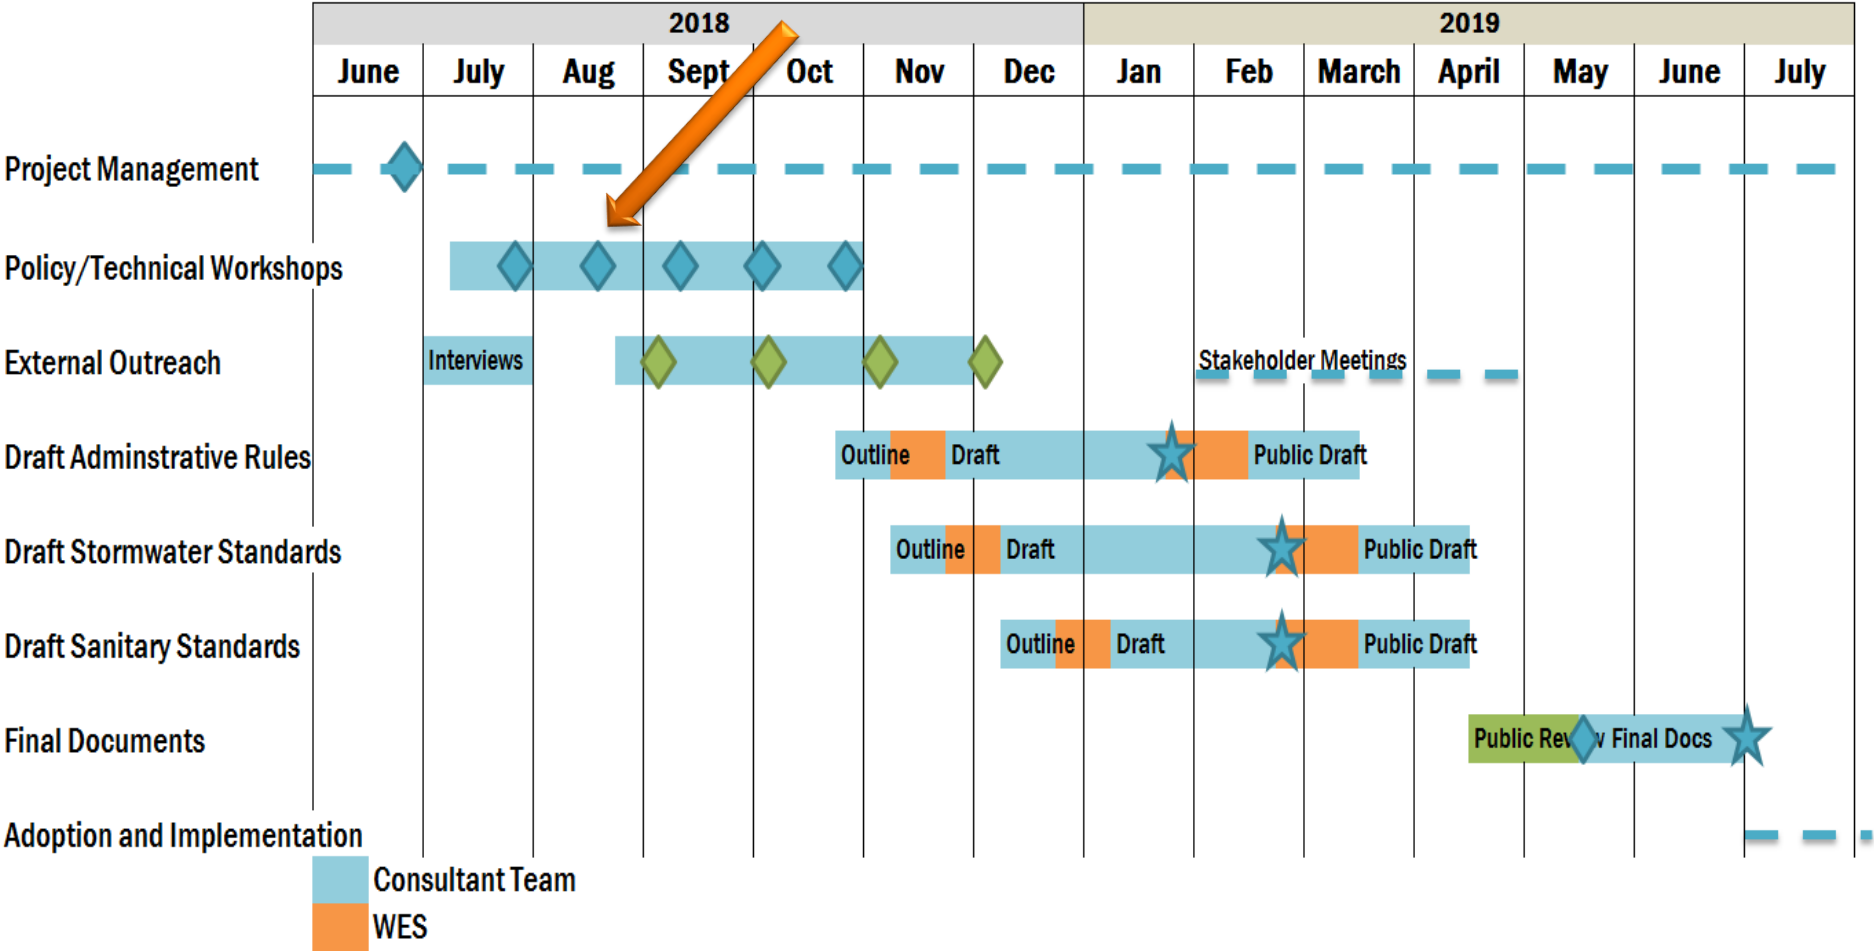 2018 2019
June July Aug Sept Oct Nov Dec Jan Feb March April May June July
Project Management
Policy/Technical Workshops
External Outreach Interviews Stakeholder Meetings
Draft Adminstrative Rules Outline Draft Public Draft
Draft Stormwater Standards Outline Draft Public Draft
Draft Sanitary Standards Outline Draft Public Draft
Final Documents Public Final Docs
Adoption and Implementation
Consultant Team
WES